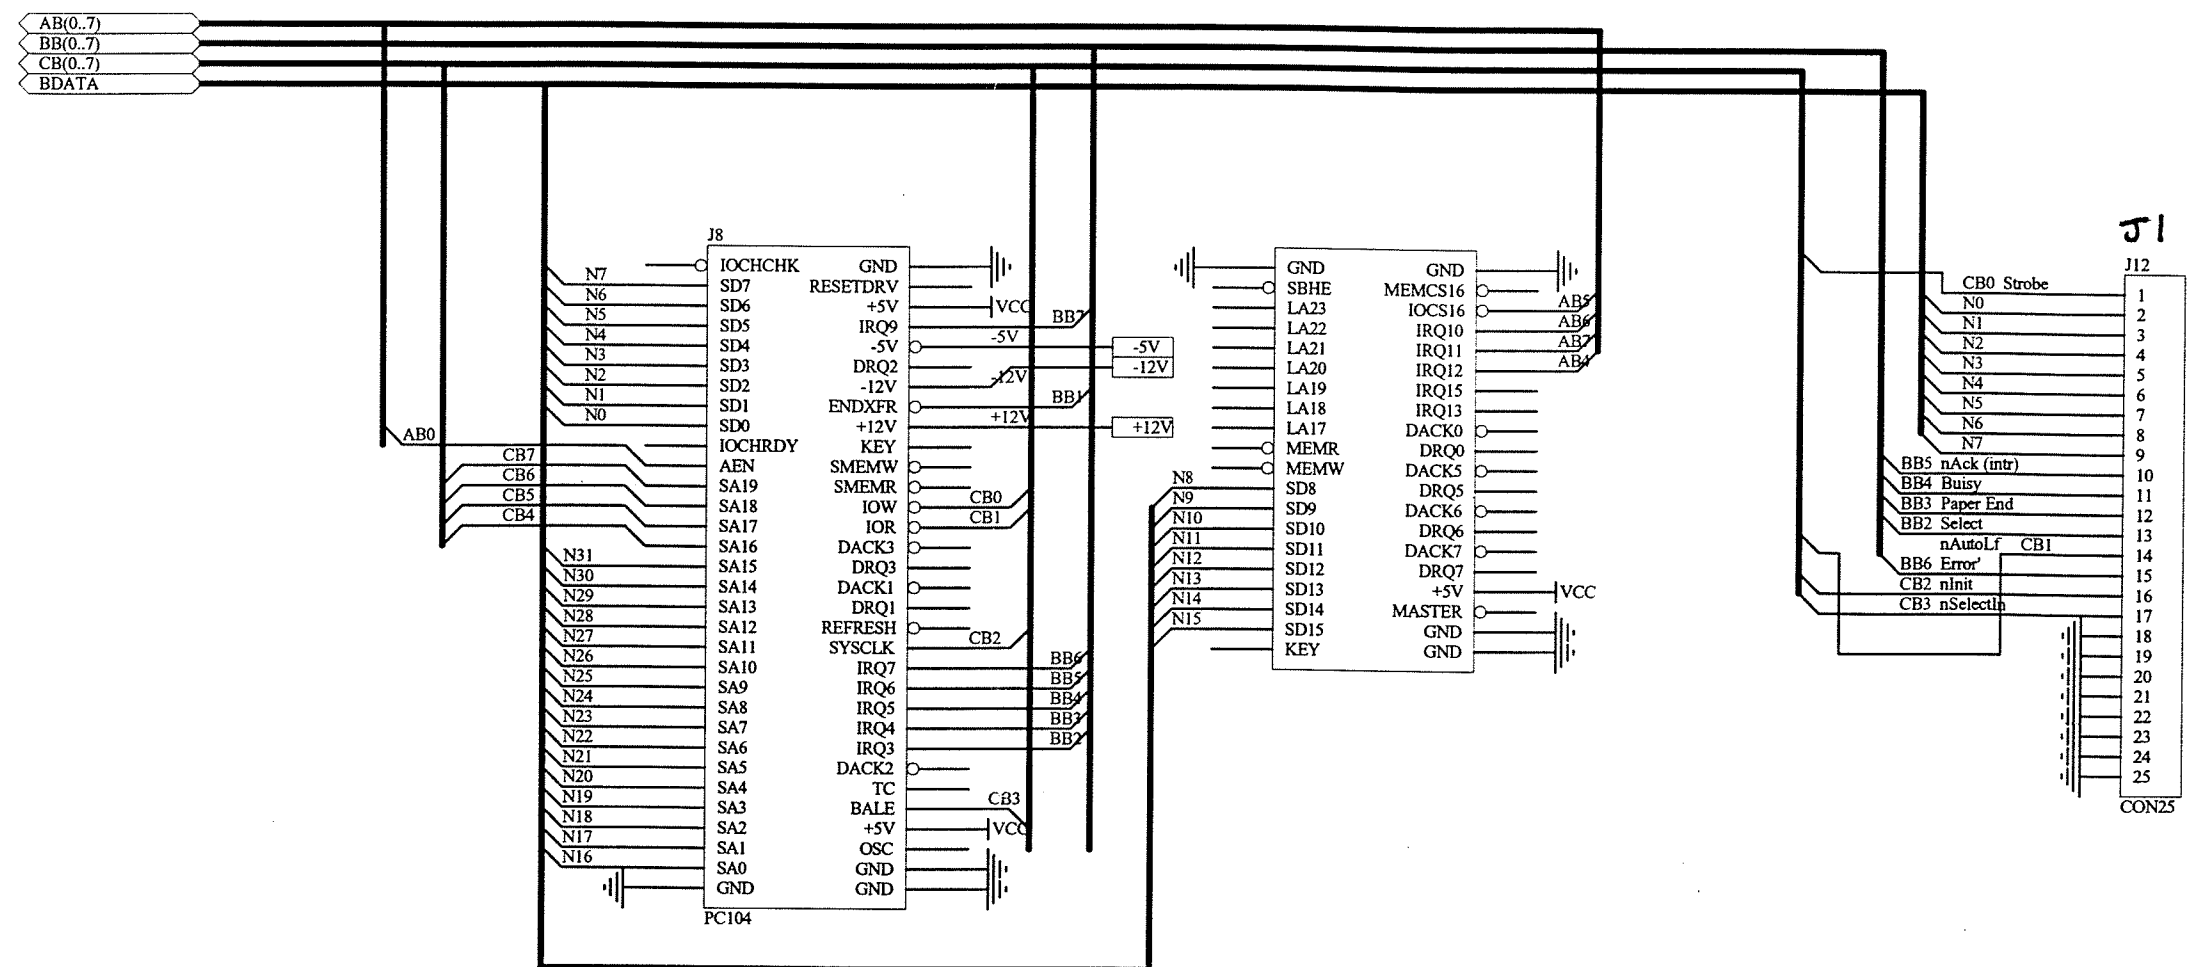 AB(0..7)
BB(0..7)
CB(0..7)
BDATA
J8
IOCHCHK
N7 SD7
N6 SD6
N5 SD5
N4 SD4
N3 SD3
N2 SD2
N1 SD1
N0 SD0
IOCHRDY
AB0 AEN
CB7 SA19
CB6 SA18
CB5 SA17
CB4 SA16
N31 SA15
N30 SA14
N29 SA13
N28 SA12
N27 SA11
N26 SA10
N25 SA9
N24 SA8
N23 SA7
N22 SA6
N21 SA5
N20 SA4
N19 SA3
N18 SA2
N17 SA1
N16 SA0
GND
PC104
GND
RESETDRV
+5V VCC
IRQ9 BB7
-5V -5V -5V
DRQ2
-12V -12V -12V
ENDXFR BB1
+12V +12V +12V
KEY
SMEMW
SMEMR
IOW CB0
IOR CB1
DACK3
DRQ3
DACK1
DRQ1
REFRESH
SYSCLK CB2
IRQ7 BB6
IRQ6 BB5
IRQ5 BB4
IRQ4 BB3
IRQ3 BB2
DACK2
TC
BALE CB3
+5V VCC
OSC
GND
GND
GND
SBHE
LA23
LA22
LA21
LA20
LA19
LA18
LA17
MEMR
MEMW
N8 SD8
N9 SD9
N10 SD10
N11 SD11
N12 SD12
N13 SD13
N14 SD14
N15 SD15
KEY
GND
MEMCS16
IOCS16 AB5
IRQ10 AB6
IRQ11 AB7
IRQ12 AB4
IRQ15
IRQ13
DACK0
DRQ0
DACK5
DRQ5
DACK6
DRQ6
DACK7
DRQ7
+5V VCC
MASTER
GND
GND
J1
J12
CB0 Strobe 1
N0 2
N1 3
N2 4
N3 5
N4 6
N5 7
N6 8
N7 9
BB5 nAck (intr) 10
BB4 Buisy 11
BB3 Paper End 12
BB2 Select 13
nAutoLf CB1 14
BB6 Error' 15
CB2 nInit 16
CB3 nSelectIn 17
18
19
20
21
22
23
24
25
CON25